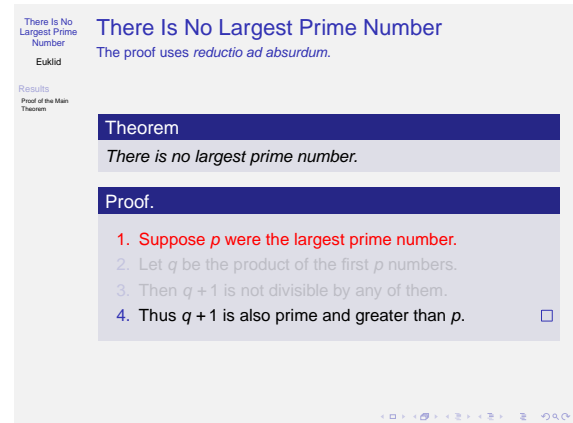 There Is No
Largest Prime
Number
Euklid
Results
Proof of the Main
Theorem
There Is No Largest Prime Number
The proof uses reductio ad absurdum.
Theorem
There is no largest prime number.
Proof.
1. Suppose p were the largest prime number.
2. Let q be the product of the first p numbers.
3. Then q + 1 is not divisible by any of them.
4. Thus q + 1 is also prime and greater than p. □